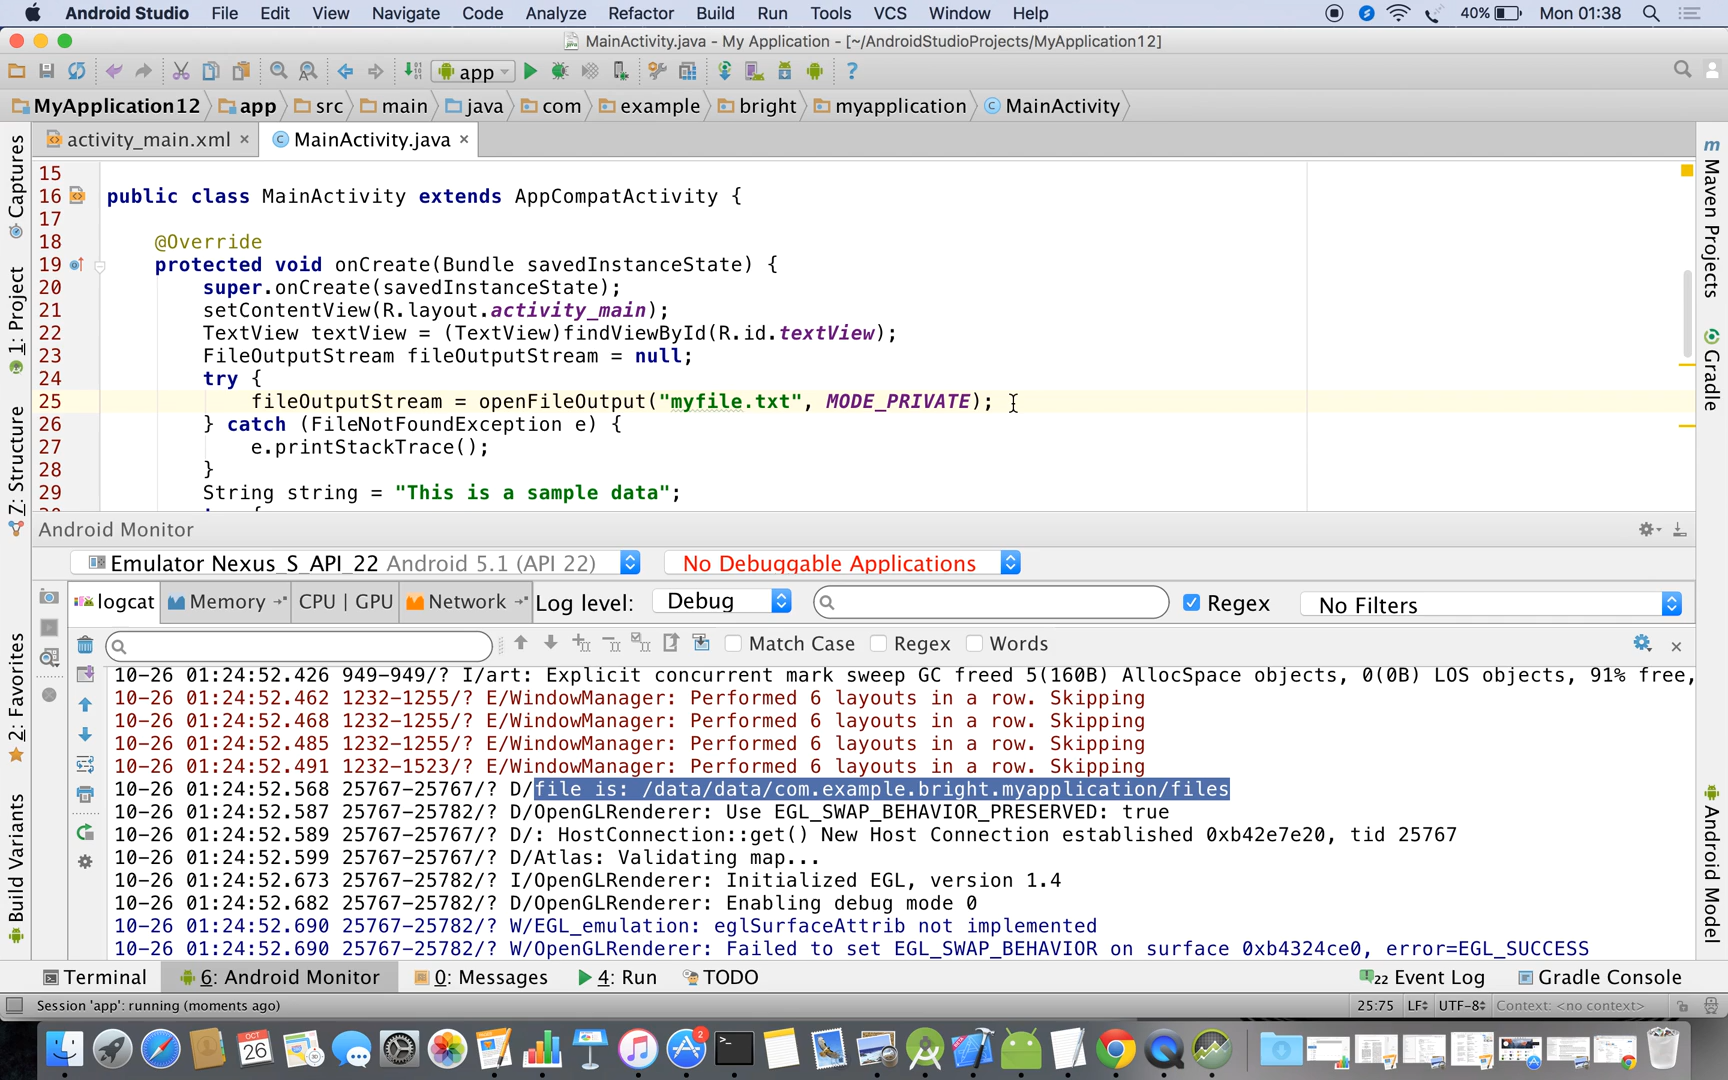 Android Studio File Edit View Navigate Code Analyze Refactor Build Run Tools VCS Window Help 40% Mon 01:38
MainActivity.java - My Application - [~/AndroidStudioProjects/MyApplication12]
app
MyApplication12 app src main java com example bright myapplication MainActivity
activity_main.xml MainActivity.java
15
16 public class MainActivity extends AppCompatActivity {
17
18 @Override
19 protected void onCreate(Bundle savedInstanceState) {
20 super.onCreate(savedInstanceState);
21 setContentView(R.layout.activity_main);
22 TextView textView = (TextView)findViewById(R.id.textView);
23 FileOutputStream fileOutputStream = null;
24 try {
25 fileOutputStream = openFileOutput("myfile.txt", MODE_PRIVATE);
26 } catch (FileNotFoundException e) {
27 e.printStackTrace();
28 }
29 String string = "This is a sample data";
Captures
1: Project
7: Structure
2: Favorites
Build Variants
Maven Projects
Gradle
Android Model
Android Monitor
Emulator Nexus_S_API_22 Android 5.1 (API 22) No Debuggable Applications
logcat Memory CPU | GPU Network Log level: Debug Regex No Filters
Match Case Regex Words
10-26 01:24:52.426 949-949/? I/art: Explicit concurrent mark sweep GC freed 5(160B) AllocSpace objects, 0(0B) LOS objects, 91% free,
10-26 01:24:52.462 1232-1255/? E/WindowManager: Performed 6 layouts in a row. Skipping
10-26 01:24:52.468 1232-1255/? E/WindowManager: Performed 6 layouts in a row. Skipping
10-26 01:24:52.485 1232-1255/? E/WindowManager: Performed 6 layouts in a row. Skipping
10-26 01:24:52.491 1232-1523/? E/WindowManager: Performed 6 layouts in a row. Skipping
10-26 01:24:52.568 25767-25767/? D/file is: /data/data/com.example.bright.myapplication/files
10-26 01:24:52.587 25767-25782/? D/OpenGLRenderer: Use EGL_SWAP_BEHAVIOR_PRESERVED: true
10-26 01:24:52.589 25767-25767/? D/: HostConnection::get() New Host Connection established 0xb42e7e20, tid 25767
10-26 01:24:52.599 25767-25767/? D/Atlas: Validating map...
10-26 01:24:52.673 25767-25782/? I/OpenGLRenderer: Initialized EGL, version 1.4
10-26 01:24:52.682 25767-25782/? D/OpenGLRenderer: Enabling debug mode 0
10-26 01:24:52.690 25767-25782/? W/EGL_emulation: eglSurfaceAttrib not implemented
10-26 01:24:52.690 25767-25782/? W/OpenGLRenderer: Failed to set EGL_SWAP_BEHAVIOR on surface 0xb4324ce0, error=EGL_SUCCESS
Terminal 6: Android Monitor 0: Messages 4: Run TODO 22 Event Log Gradle Console
Session 'app': running (moments ago) 25:75 LF UTF-8 Context: <no context>
OCT 26
2